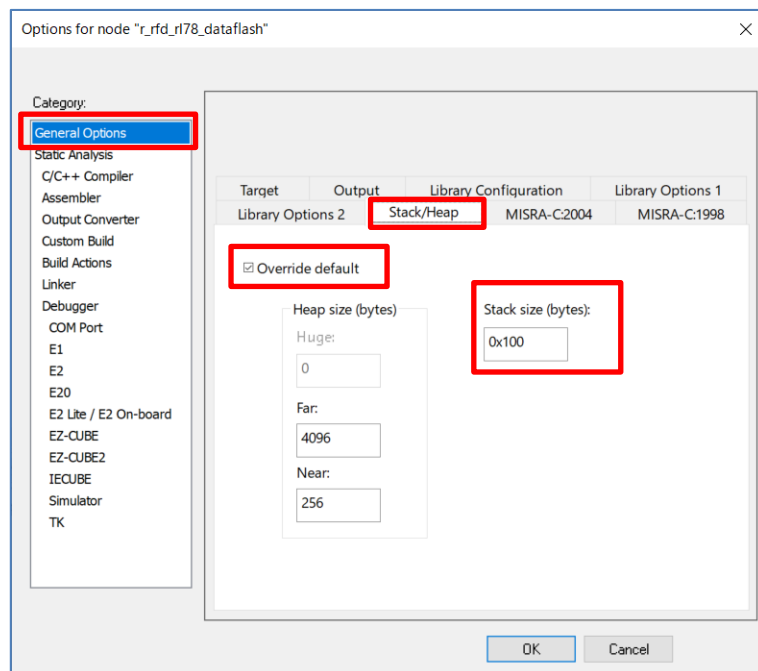 Options for node "r_rfd_rl78_dataflash"
Category:
General Options
Static Analysis
C/C++ Compiler
Assembler
Output Converter
Custom Build
Build Actions
Linker
Debugger
COM Port
E1
E2
E20
E2 Lite / E2 On-board
EZ-CUBE
EZ-CUBE2
IECUBE
Simulator
TK
Target Output Library Configuration Library Options 1
Library Options 2 Stack/Heap MISRA-C:2004 MISRA-C:1998
Override default
Heap size (bytes)
Huge:
0
Far:
4096
Near:
256
Stack size (bytes):
0x100
OK Cancel